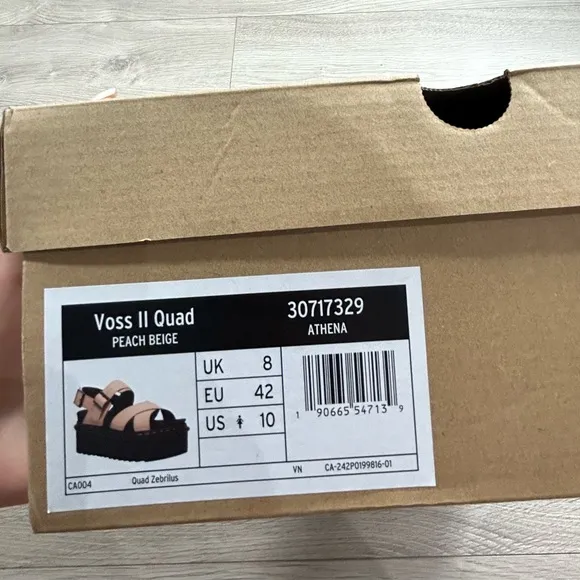 Voss II Quad
PEACH BEIGE
30717329
ATHENA
UK 8
EU 42
US 10
1 90665 54713 9
CA004
Quad Zebrilus
VN
CA-242P0199816-01